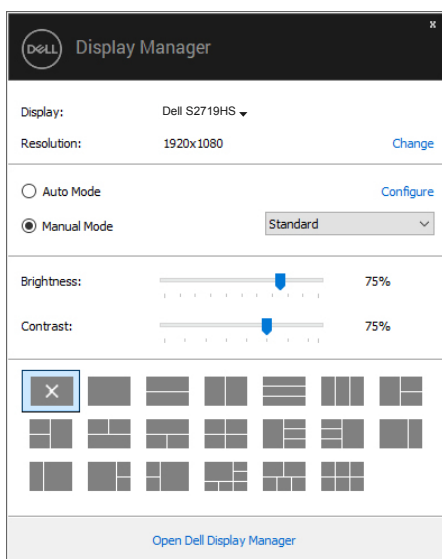 x
DELL Display Manager
Display: Dell S2719HS
Resolution: 1920x1080 Change
Auto Mode Configure
Manual Mode Standard
Brightness: 75%
Contrast: 75%
Open Dell Display Manager